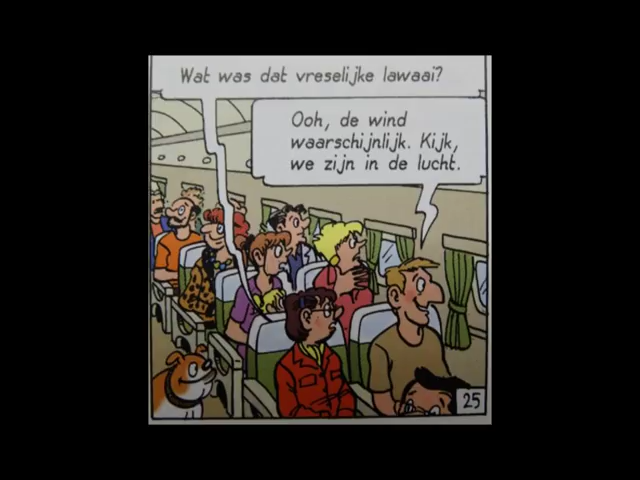 Wat was dat vreselijke lawaai?
Ooh, de wind
waarschijnlijk. Kijk,
we zijn in de lucht.
25